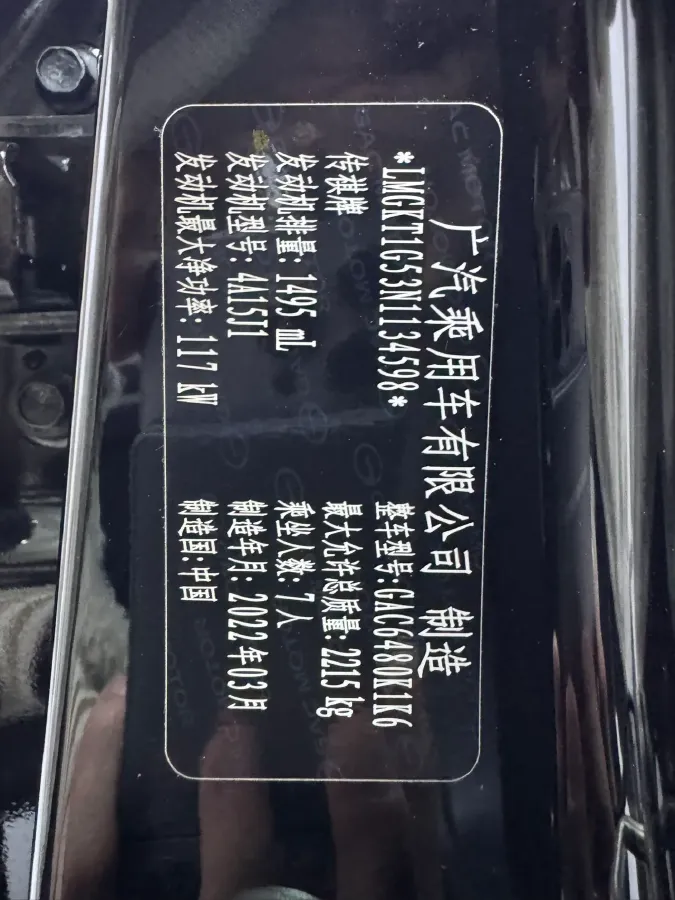 广汽乘用车有限公司 制造
*LMGKT1G53N1134598* 整车型号:GAC6480K1K6
传祺牌 最大允许总质量:2215 kg
发动机排量:1495 mL 乘坐人数:7人
发动机型号:4A15J1 制造年月:2022年03月
发动机最大净功率:117 kW 制造国:中国